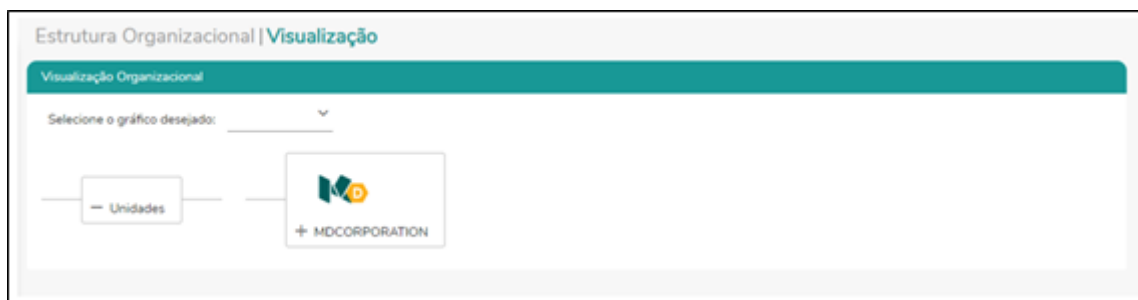 Estrutura Organizacional | Visualização
Visualização Organizacional
Selecione o gráfico desejado:
− Unidades
D
+ MDCORPORATION